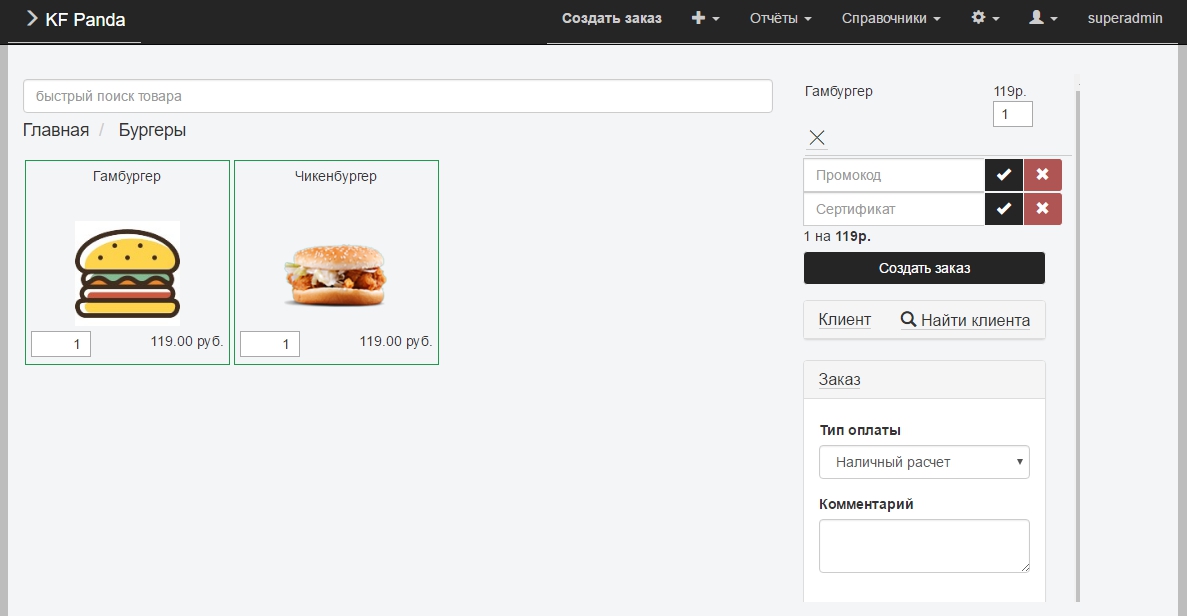 KF Panda
Создать заказ
Отчёты
Справочники
superadmin
быстрый поиск товара
Главная / Бургеры
Гамбургер
1
119.00 руб.
Чикенбургер
1
119.00 руб.
Гамбургер 119р.
1
Промокод
Сертификат
1 на 119р.
Создать заказ
Клиент
Найти клиента
Заказ
Тип оплаты
Наличный расчет
Комментарий